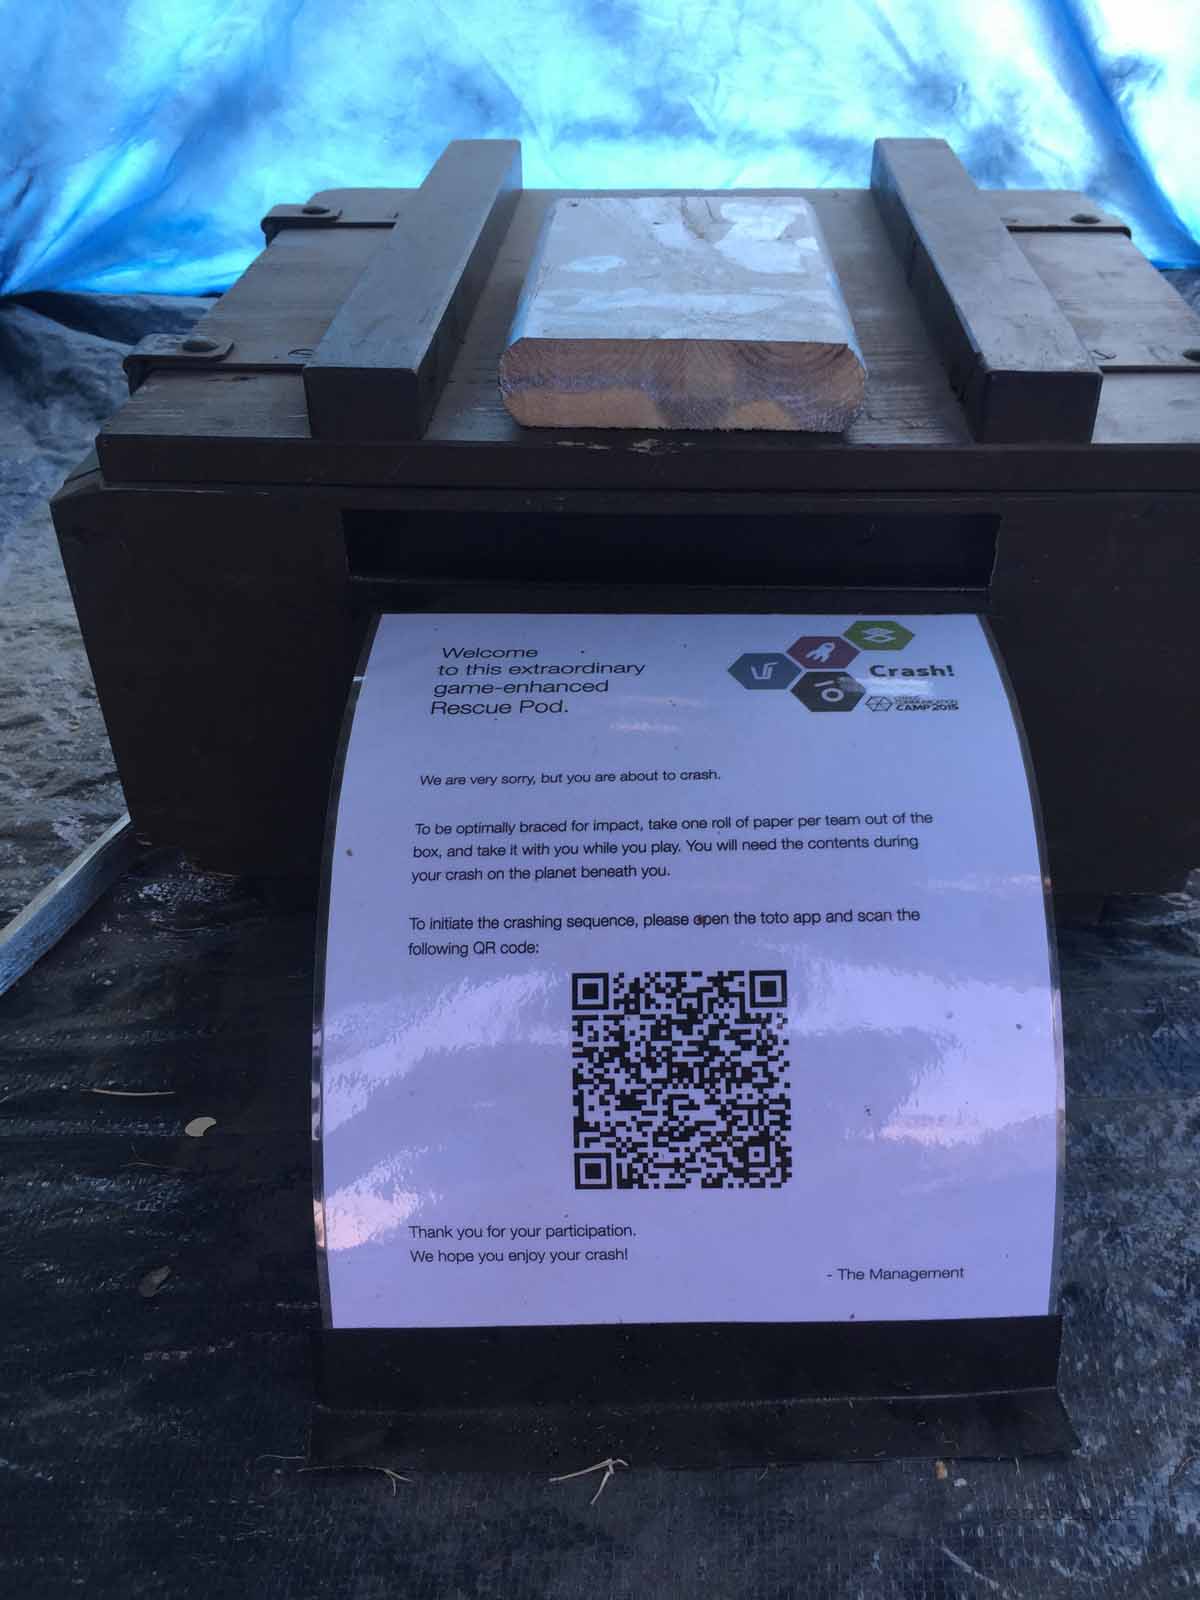 Welcome
to this extraordinary
game-enhanced
Rescue Pod.
Crash!
COMMUNICATION
CAMP 2015
We are very sorry, but you are about to crash.
To be optimally braced for impact, take one roll of paper per team out of the
box, and take it with you while you play. You will need the contents during
your crash on the planet beneath you.
To initiate the crashing sequence, please open the toto app and scan the
following QR code:
Thank you for your participation.
We hope you enjoy your crash!
- The Management